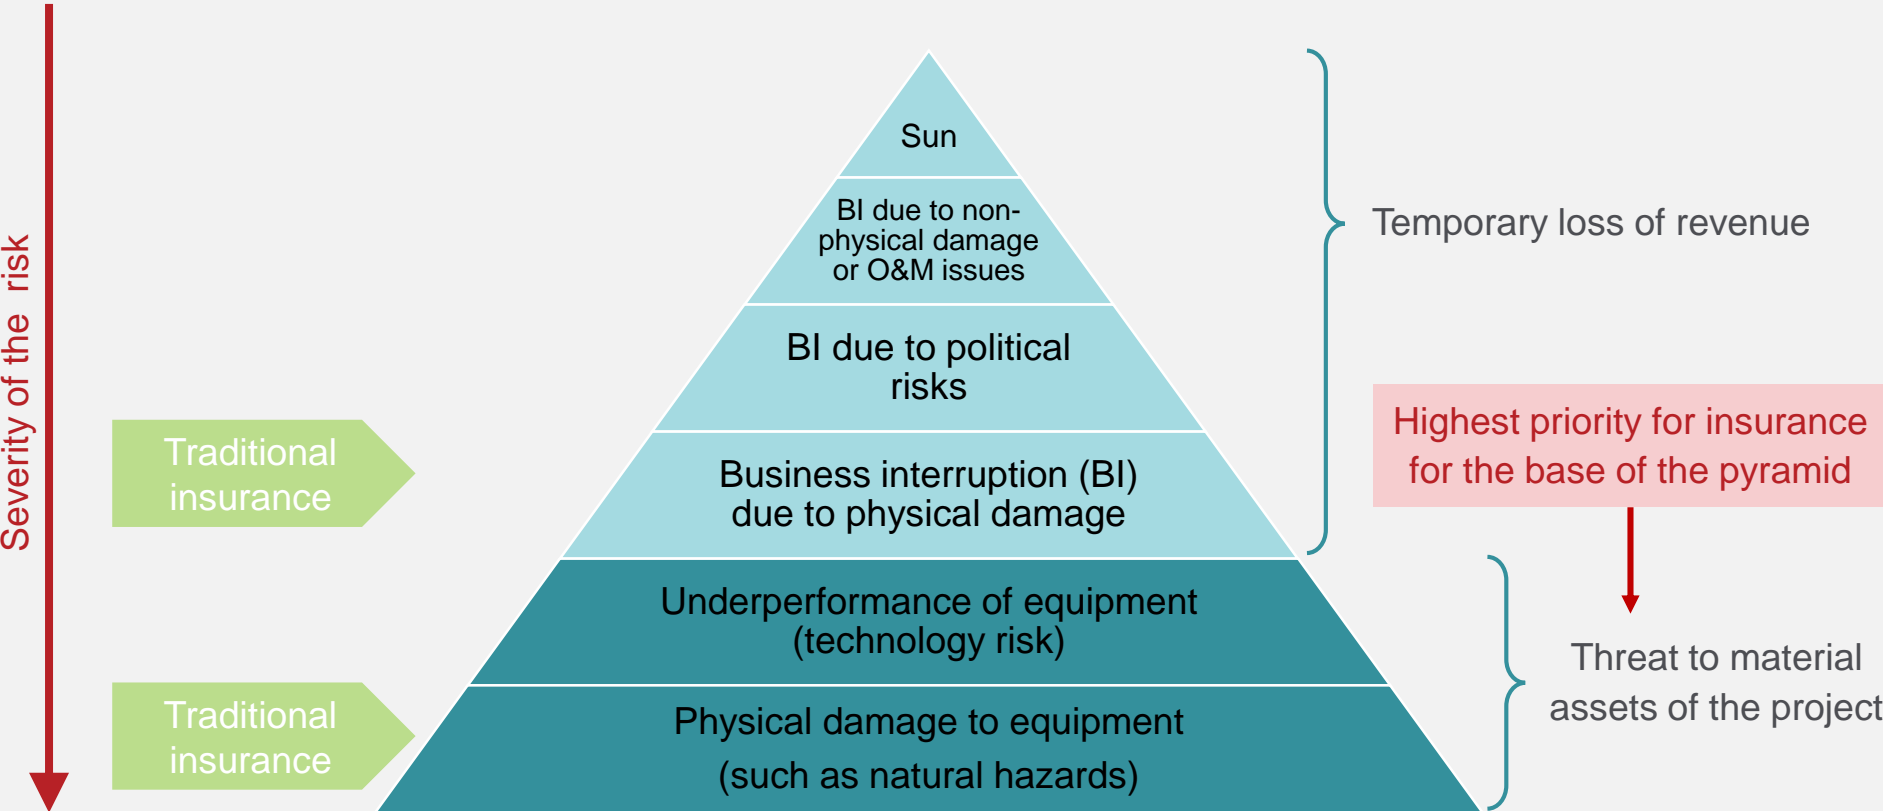 Severity of the risk
Sun
BI due to non-
physical damage
or O&M issues
BI due to political
risks
Business interruption (BI)
due to physical damage
Underperformance of equipment
(technology risk)
Physical damage to equipment
(such as natural hazards)
Traditional
insurance
Traditional
insurance
Temporary loss of revenue
Highest priority for insurance
for the base of the pyramid
Threat to material
assets of the project